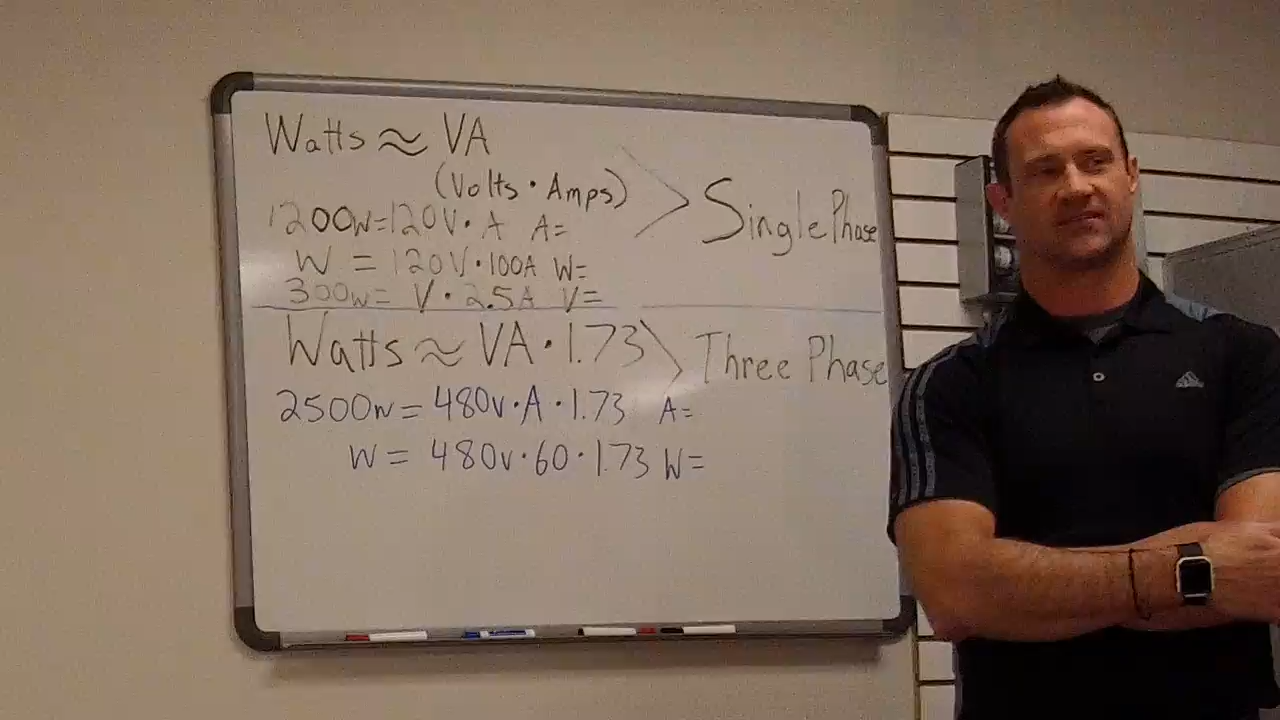 Watts ≈ VA
(Volts · Amps) > Single Phase
1200w=120V · A A=
W = 120V·100A W=
300w= V · 2.5A V=
Watts ≈ VA·1.73 > Three Phase
2500w = 480v·A·1.73 A=
W = 480v·60·1.73 W=